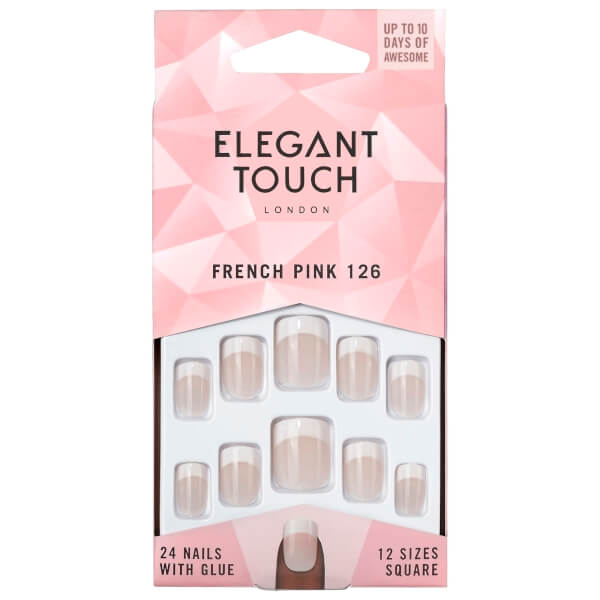 UP TO 10
DAYS OF
AWESOME
ELEGANT
TOUCH
LONDON
FRENCH PINK 126
24 NAILS
WITH GLUE
12 SIZES
SQUARE